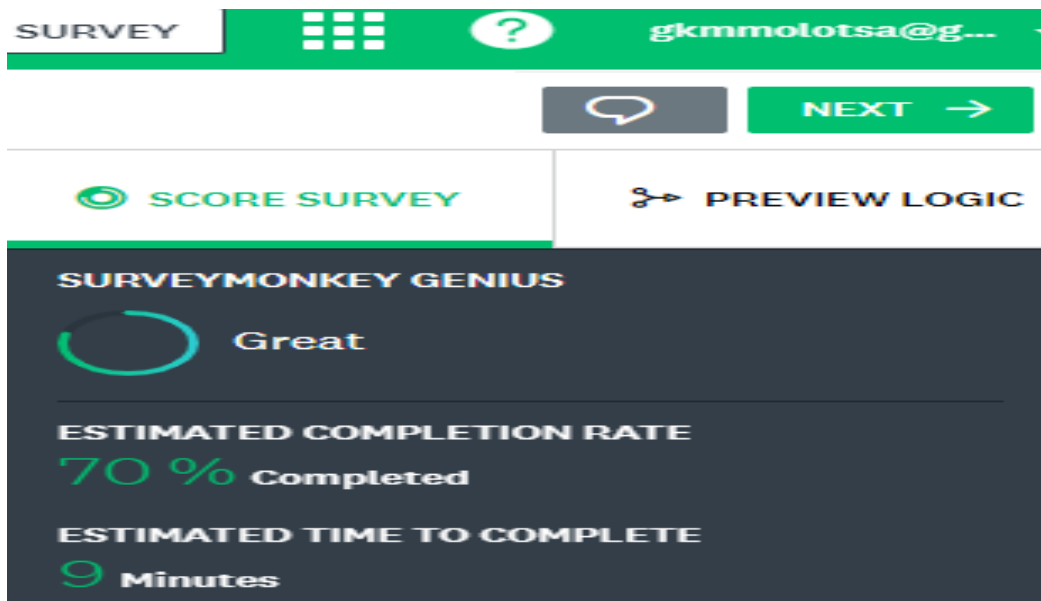 SURVEY ? gkmmolotsa@g...
NEXT →
SCORE SURVEY PREVIEW LOGIC
SURVEYMONKEY GENIUS
Great
ESTIMATED COMPLETION RATE
70 % Completed
ESTIMATED TIME TO COMPLETE
9 Minutes